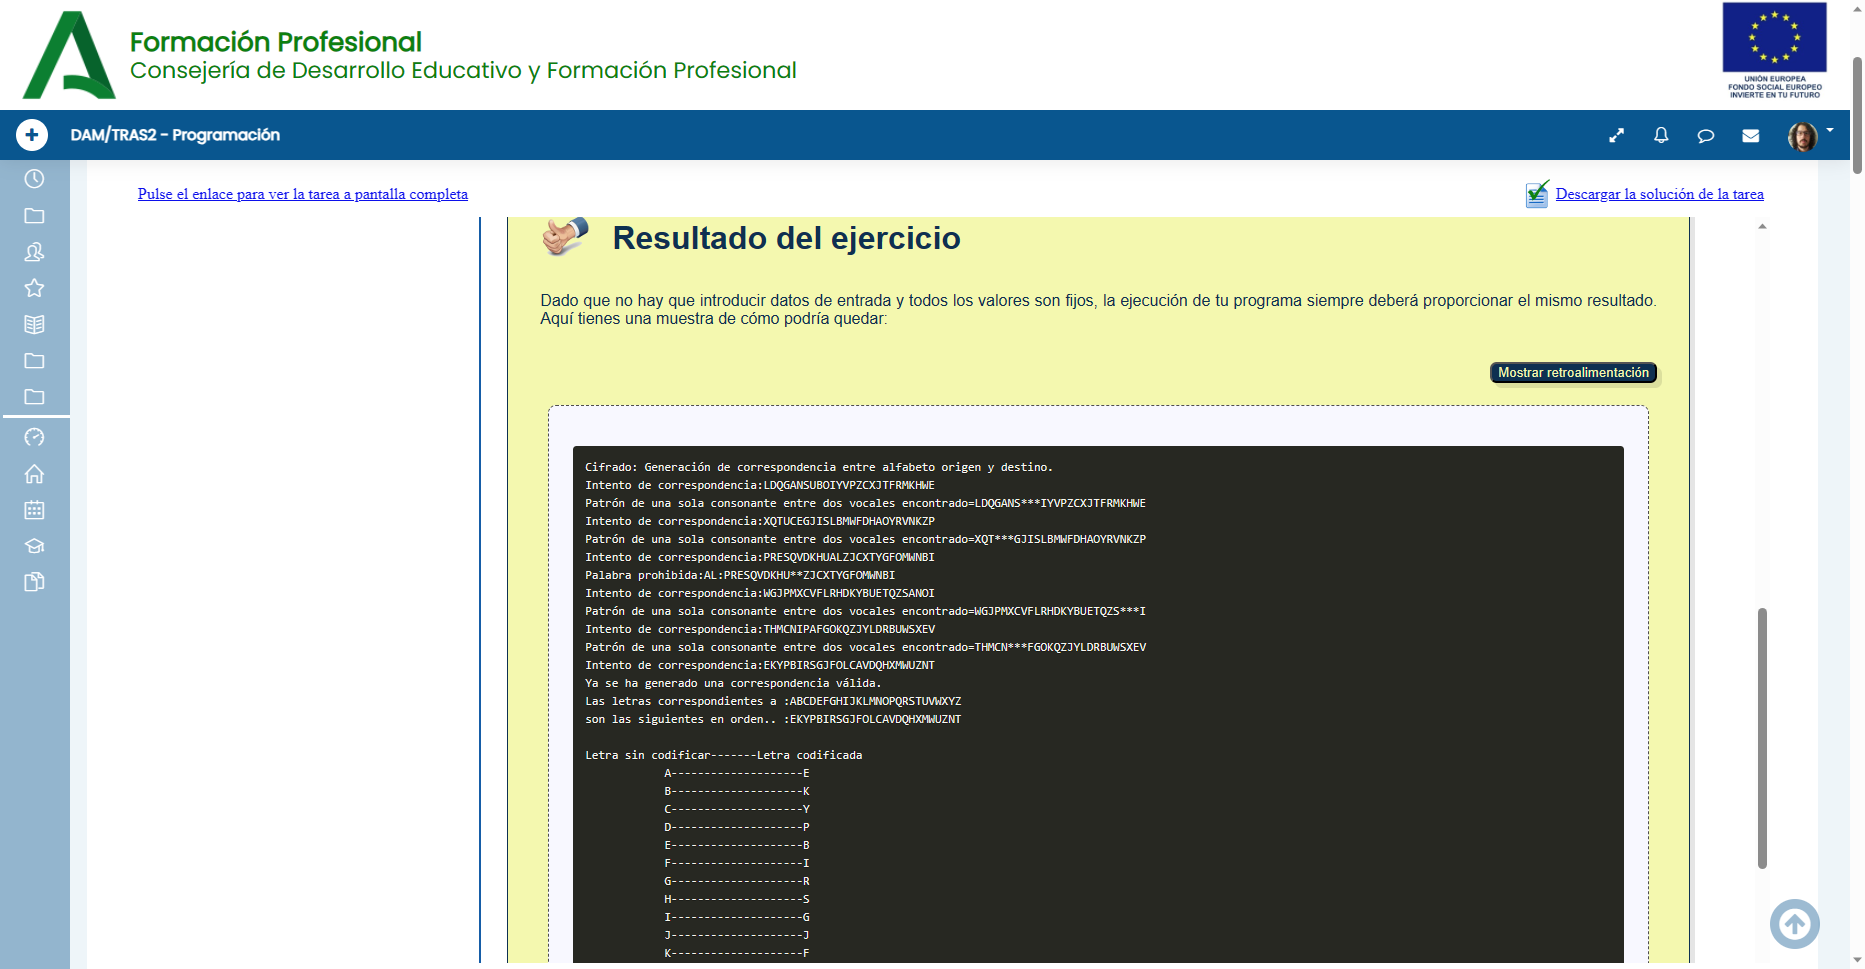 Formación Profesional
Consejería de Desarrollo Educativo y Formación Profesional
UNIÓN EUROPEA
FONDO SOCIAL EUROPEO
INVIERTE EN TU FUTURO
DAM/TRAS2 - Programación
Pulse el enlace para ver la tarea a pantalla completa
Descargar la solución de la tarea
Resultado del ejercicio
Dado que no hay que introducir datos de entrada y todos los valores son fijos, la ejecución de tu programa siempre deberá proporcionar el mismo resultado.
Aquí tienes una muestra de cómo podría quedar:
Mostrar retroalimentación
Cifrado: Generación de correspondencia entre alfabeto origen y destino.
Intento de correspondencia:LDQGANSUBOIYVPZCXJTFRMKHWE
Patrón de una sola consonante entre dos vocales encontrado=LDQGANS***IYVPZCXJTFRMKHWE
Intento de correspondencia:XQTUCEGJISLBMWFDHAOYRVNKZP
Patrón de una sola consonante entre dos vocales encontrado=XQT***GJISLBMWFDHAOYRVNKZP
Intento de correspondencia:PRESQVDKHUALZJCXTYGFOMWNBI
Palabra prohibida:AL:PRESQVDKHU**ZJCXTYGFOMWNBI
Intento de correspondencia:WGJPMXCVFLRHDKYBUETQZSANOI
Patrón de una sola consonante entre dos vocales encontrado=WGJPMXCVFLRHDKYBUETQZS***I
Intento de correspondencia:THMCNIPAFGOKQZJYLDRBUWSXEV
Patrón de una sola consonante entre dos vocales encontrado=THMCN***FGOKQZJYLDRBUWSXEV
Intento de correspondencia:EKYPBIRSGJFOLCAVDQHXMWUZNT
Ya se ha generado una correspondencia válida.
Las letras correspondientes a :ABCDEFGHIJKLMNOPQRSTUVWXYZ
son las siguientes en orden.. :EKYPBIRSGJFOLCAVDQHXMWUZNT
Letra sin codificar-------Letra codificada
A--------------------E
B--------------------K
C--------------------Y
D--------------------P
E--------------------B
F--------------------I
G--------------------R
H--------------------S
I--------------------G
J--------------------J
K--------------------F